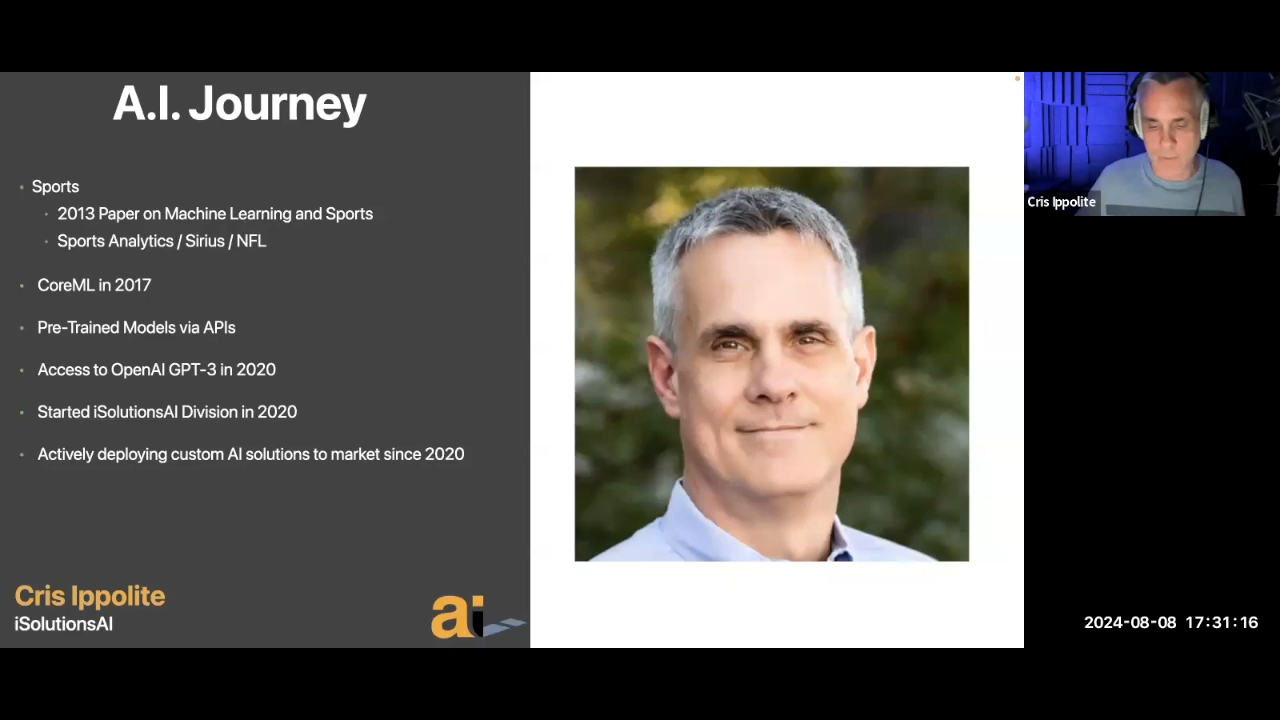 A.I. Journey
• Sports
• 2013 Paper on Machine Learning and Sports
• Sports Analytics / Sirius / NFL
• CoreML in 2017
• Pre-Trained Models via APIs
• Access to OpenAI GPT-3 in 2020
• Started iSolutionsAI Division in 2020
• Actively deploying custom AI solutions to market since 2020
Cris Ippolite
iSolutionsAI
ai
Cris Ippolite
2024-08-08 17:31:16